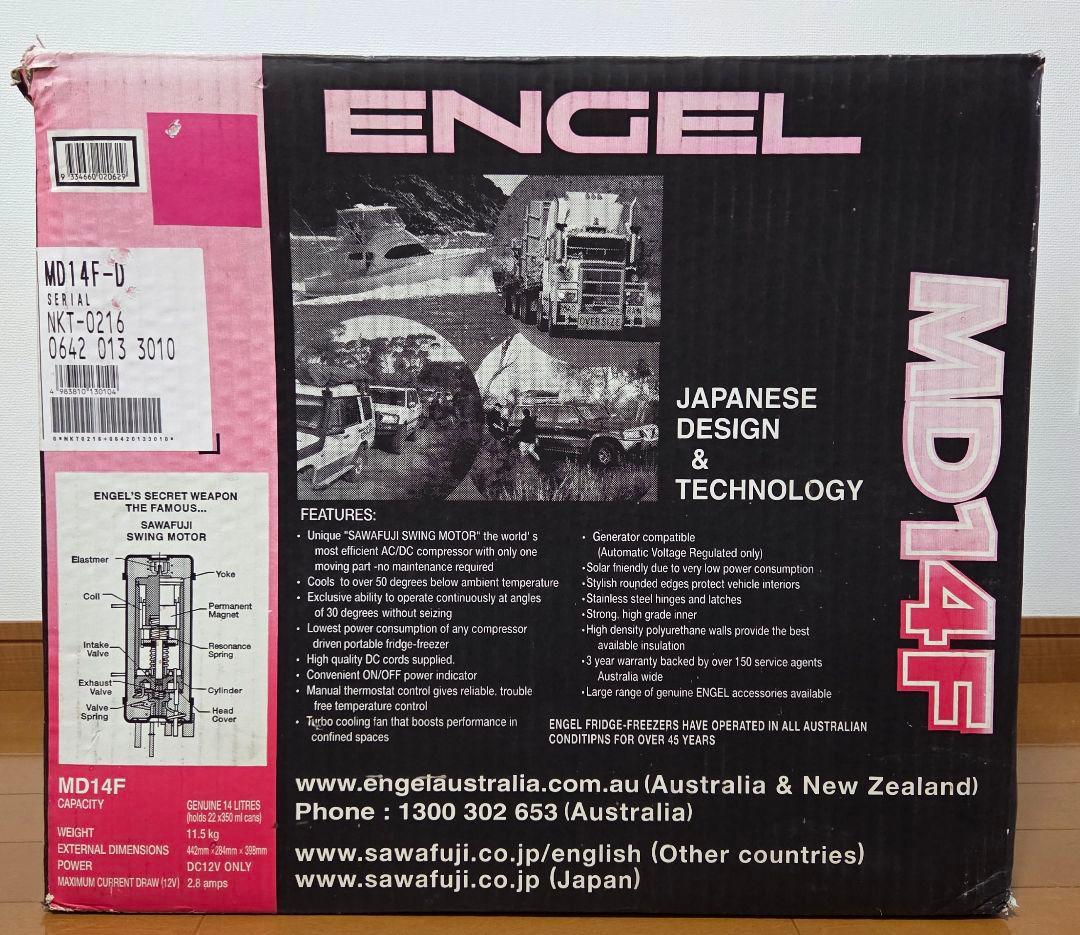 ENGEL
9 334660 020629
MD14F-D
SERIAL
NKT-0216
0642 013 3010
4 983810 130104
ENGEL'S SECRET WEAPON
THE FAMOUS...
SAWAFUJI
SWING MOTOR
Elastmer
Yoke
Coil
Permanent
Magnet
Intake
Valve
Resonance
Spring
Exhaust
Valve
Cylinder
Valve
Spring
Head
Cover
MD14F
CAPACITY GENUINE 14 LITRES
(holds 22 x350 ml cans)
WEIGHT 11.5 kg
EXTERNAL DIMENSIONS 442mm x284mm x 398mm
POWER DC12V ONLY
MAXIMUM CURRENT DRAW (12V) 2.8 amps
OVERSIZE
JAPANESE
DESIGN
&
TECHNOLOGY
MD14F
FEATURES:
• Unique "SAWAFUJI SWING MOTOR" the world' s
most efficient AC/DC compressor with only one
moving part -no maintenance required
• Cools to over 50 degrees below ambient temperature
• Exclusive ability to operate continuously at angles
of 30 degrees without seizing
• Lowest power consumption of any compressor
driven portable fridge-freezer
• High quality DC cords supplied.
• Convenient ON/OFF power indicator
• Manual thermostat control gives reliable, trouble
free temperature control
• Turbo cooling fan that boosts performance in
confined spaces
• Generator compatible
(Automatic Voltage Regulated only)
•Solar friendly due to very low power consumption
•Stylish rounded edges protect vehicle interiors
•Stainless steel hinges and latches
•Strong, high grade inner
•High density polyurethane walls provide the best
available insulation
•3 year warranty backed by over 150 service agents
Australia wide
•Large range of genuine ENGEL accessories available
ENGEL FRIDGE-FREEZERS HAVE OPERATED IN ALL AUSTRALIAN
CONDITIPNS FOR OVER 45 YEARS
www.engelaustralia.com.au (Australia & New Zealand)
Phone : 1300 302 653 (Australia)
www.sawafuji.co.jp/english (Other countries)
www.sawafuji.co.jp (Japan)